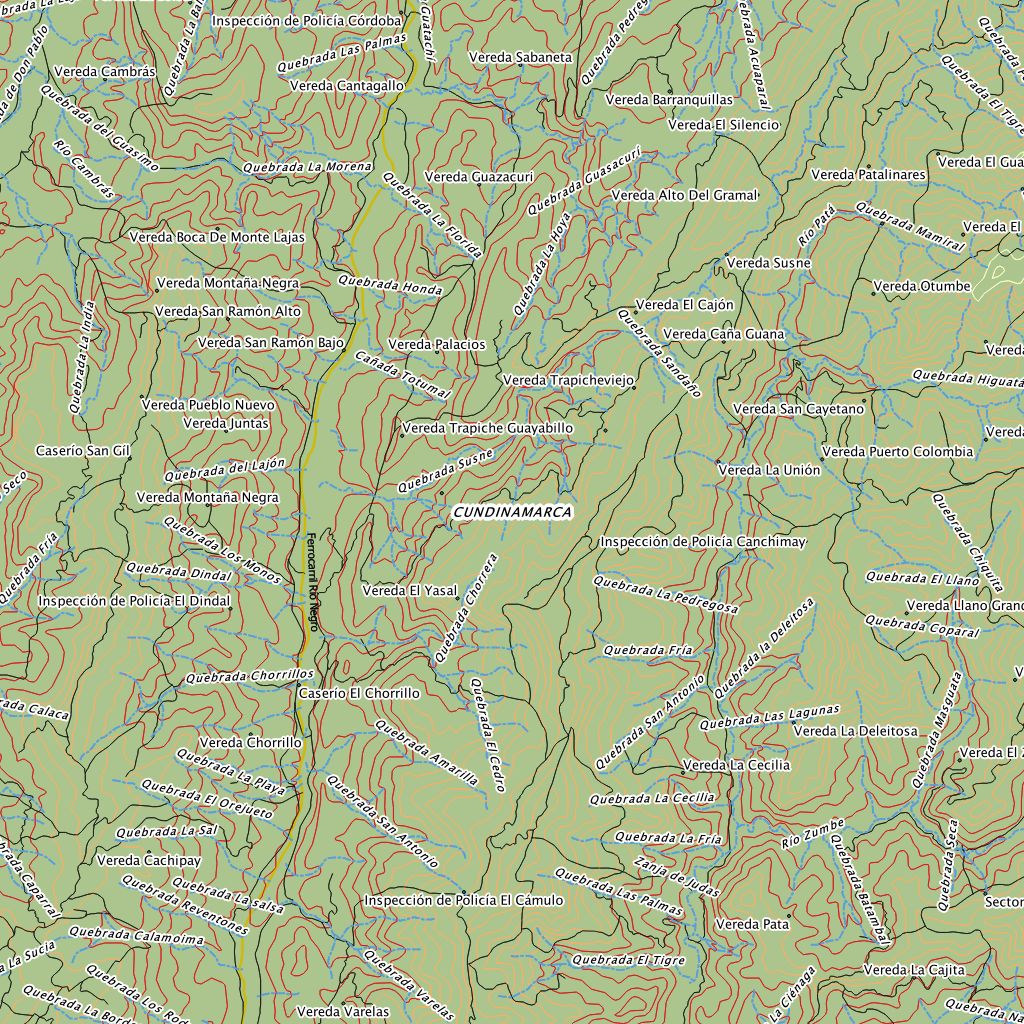 Inspección de Policía Córdoba
Quebrada Las Palmas
Vereda Sabaneta
Vereda Cambrás
Vereda Cantagallo
Vereda Barranquillas
Vereda El Silencio
Quebrada del Guasimo
Río Cambrás
Quebrada La Morena
Vereda Guazacuri
Quebrada Guasacurí
Vereda Alto Del Gramal
Vereda Patalinares
Quebrada El Tigre
Quebrada Acuaparal
Quebrada La Florida
Quebrada La Hoya
Río Patá
Quebrada Mamiral
Vereda Boca De Monte Lajas
Vereda Susne
Vereda Montaña Negra
Quebrada Honda
Vereda Otumbe
Vereda San Ramón Alto
Vereda El Cajón
Vereda San Ramón Bajo
Vereda Palacios
Vereda Caña Guana
Quebrada La India
Cañada Totumal
Quebrada Sandaño
Vereda Trapicheviejo
Vereda Pueblo Nuevo
Vereda Juntas
Vereda San Cayetano
Vereda Trapiche Guayabillo
Caserío San Gíl
Vereda Puerto Colombia
Quebrada del Lajón
Quebrada Susne
Vereda La Unión
Vereda Montaña Negra
CUNDINAMARCA
Quebrada Los Monos
Ferrocarril Río Negro
Inspección de Policía Canchimay
Quebrada Chiquita
Quebrada Fría
Quebrada Dindal
Quebrada El Llano
Inspección de Policía El Dindal
Vereda El Yasal
Quebrada Chorrera
Quebrada La Pedregosa
Quebrada Coparal
Quebrada Fría
Quebrada la Deleitosa
Quebrada Chorrillos
Caserío El Chorrillo
Quebrada San Antonio
Quebrada Las Lagunas
Quebrada Masguata
Vereda Chorrillo
Quebrada Amarilla
Quebrada El Cedro
Vereda La Deleitosa
Quebrada La Playa
Vereda La Cecilia
Quebrada El Orejueto
Quebrada La Cecilia
Quebrada San Antonio
Quebrada La Sal
Quebrada La Fría
Río Zumbe
Vereda Cachipay
Zanja de Judas
Quebrada Seca
Quebrada La salsa
Quebrada Reventones
Inspección de Policía El Cámulo
Quebrada Las Palmas
Quebrada Batambal
Vereda Pata
Quebrada Calamoima
Quebrada El Tigre
Vereda La Cajita
Quebrada Varelas
Vereda Varelas